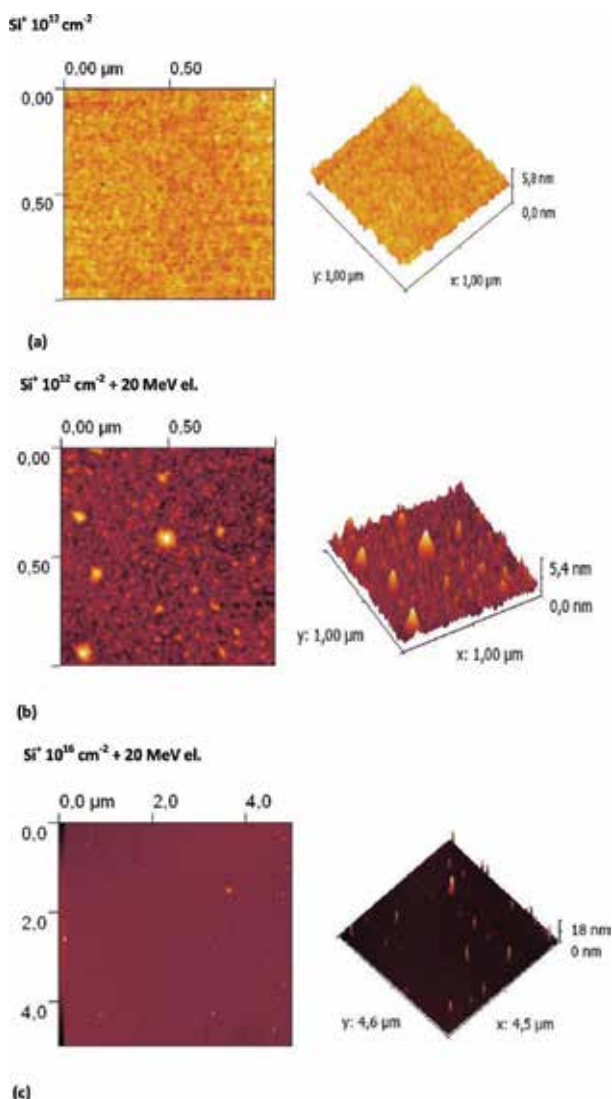 Si⁺ 10¹² cm⁻²
0.00 µm 0.50
0,00
0,50
5,8 nm
0,0 nm
y: 1,00 µm
x: 1,00 µm
(a)
Si⁺ 10¹² cm⁻² + 20 MeV el.
0,00 µm 0,50
0,00
0,50
5,4 nm
0,0 nm
y: 1,00 µm
x: 1,00 µm
(b)
Si⁺ 10¹⁶ cm⁻² + 20 MeV el.
0,0 µm 2,0 4,0
0,0
2,0
4,0
18 nm
0 nm
y: 4,6 µm
x: 4,5 µm
(c)